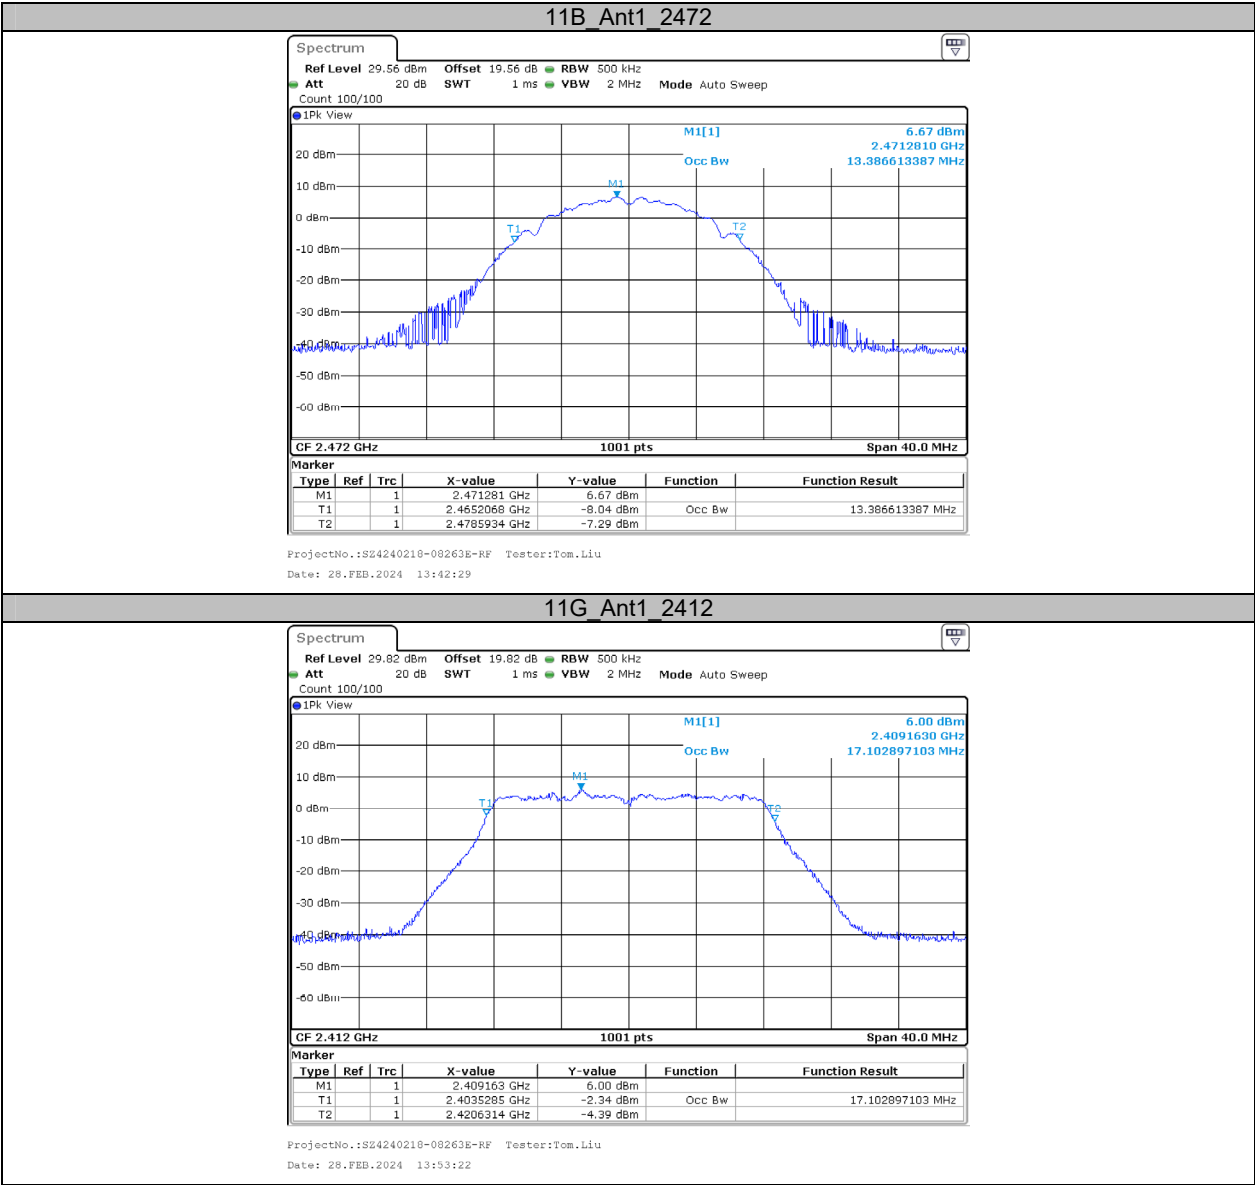 11B_Ant1_2472
Spectrum
Ref Level 29.56 dBm Offset 19.56 dB RBW 500 kHz
Att 20 dB SWT 1 ms VBW 2 MHz Mode Auto Sweep
Count 100/100
1Pk View
M1[1] 6.67 dBm
2.4712810 GHz
Occ Bw 13.386613387 MHz
20 dBm
10 dBm
M1
0 dBm
T1
T2
-10 dBm
-20 dBm
-30 dBm
-40 dBm
-50 dBm
-60 dBm
CF 2.472 GHz 1001 pts Span 40.0 MHz
Marker
Type Ref Trc X-value Y-value Function Function Result
M1 1 2.471281 GHz 6.67 dBm
T1 1 2.4652068 GHz -8.04 dBm Occ Bw 13.386613387 MHz
T2 1 2.4785934 GHz -7.29 dBm
ProjectNo.:SZ4240218-08263E-RF Tester:Tom.Liu
Date: 28.FEB.2024 13:42:29
11G_Ant1_2412
Spectrum
Ref Level 29.82 dBm Offset 19.82 dB RBW 500 kHz
Att 20 dB SWT 1 ms VBW 2 MHz Mode Auto Sweep
Count 100/100
1Pk View
M1[1] 6.00 dBm
2.4091630 GHz
Occ Bw 17.102897103 MHz
20 dBm
10 dBm
M1
T1
0 dBm
T2
-10 dBm
-20 dBm
-30 dBm
-40 dBm
-50 dBm
-60 dBm
CF 2.412 GHz 1001 pts Span 40.0 MHz
Marker
Type Ref Trc X-value Y-value Function Function Result
M1 1 2.409163 GHz 6.00 dBm
T1 1 2.4035285 GHz -2.34 dBm Occ Bw 17.102897103 MHz
T2 1 2.4206314 GHz -4.39 dBm
ProjectNo.:SZ4240218-08263E-RF Tester:Tom.Liu
Date: 28.FEB.2024 13:53:22